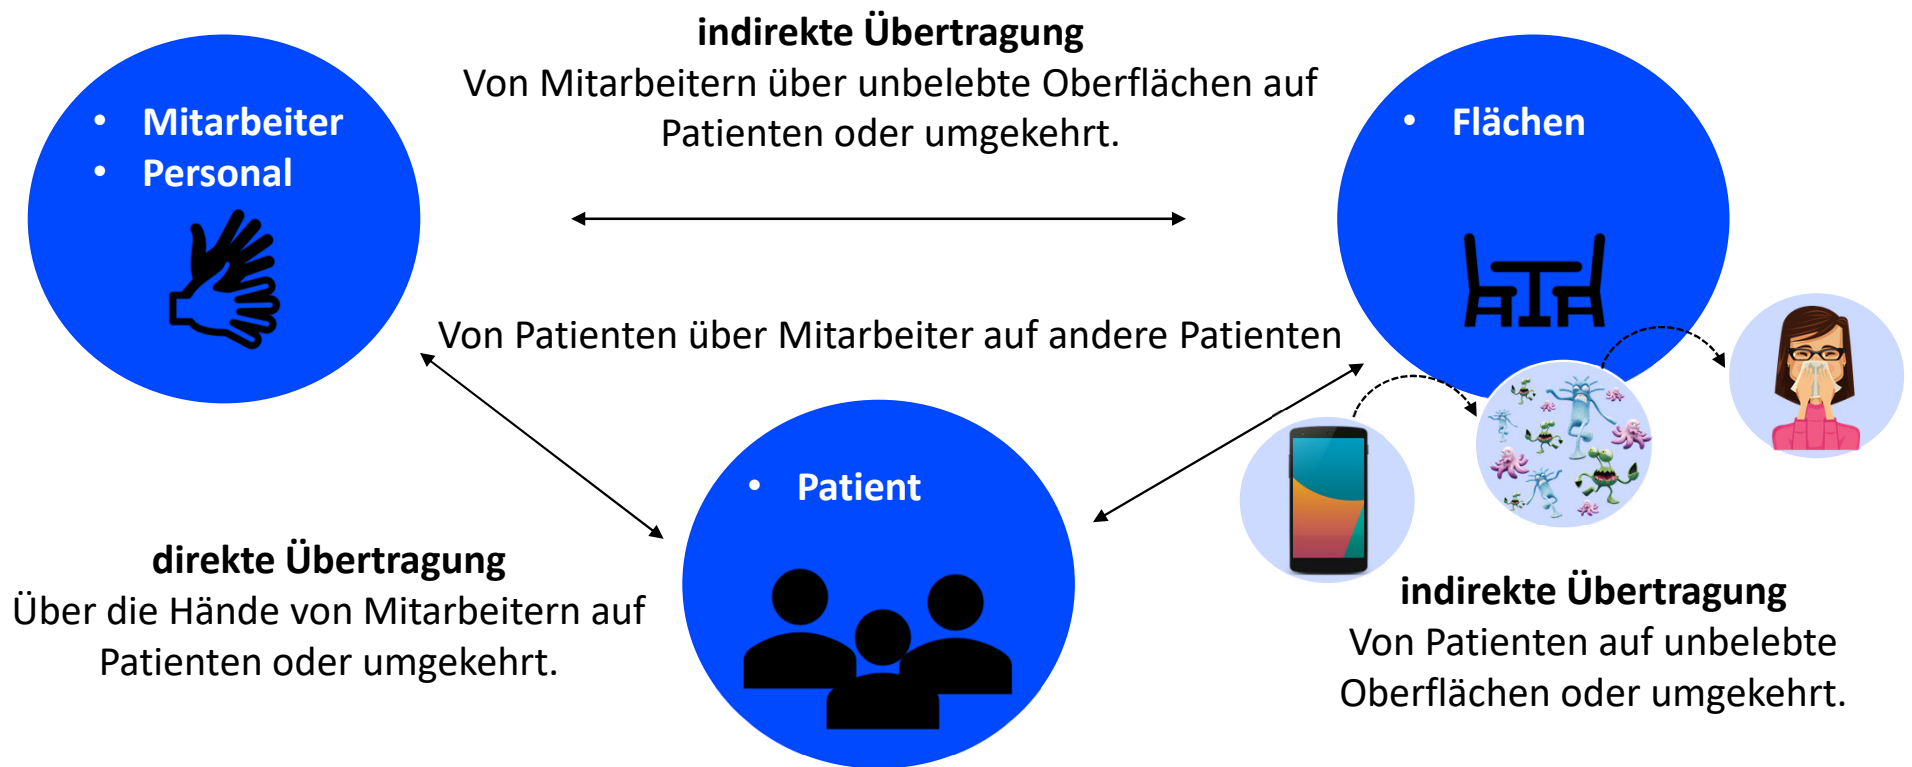 indirekte Übertragung
Von Mitarbeitern über unbelebte Oberflächen auf
Patienten oder umgekehrt.
• Mitarbeiter
• Personal
• Flächen
Von Patienten über Mitarbeiter auf andere Patienten
• Patient
direkte Übertragung
Über die Hände von Mitarbeitern auf
Patienten oder umgekehrt.
indirekte Übertragung
Von Patienten auf unbelebte
Oberflächen oder umgekehrt.